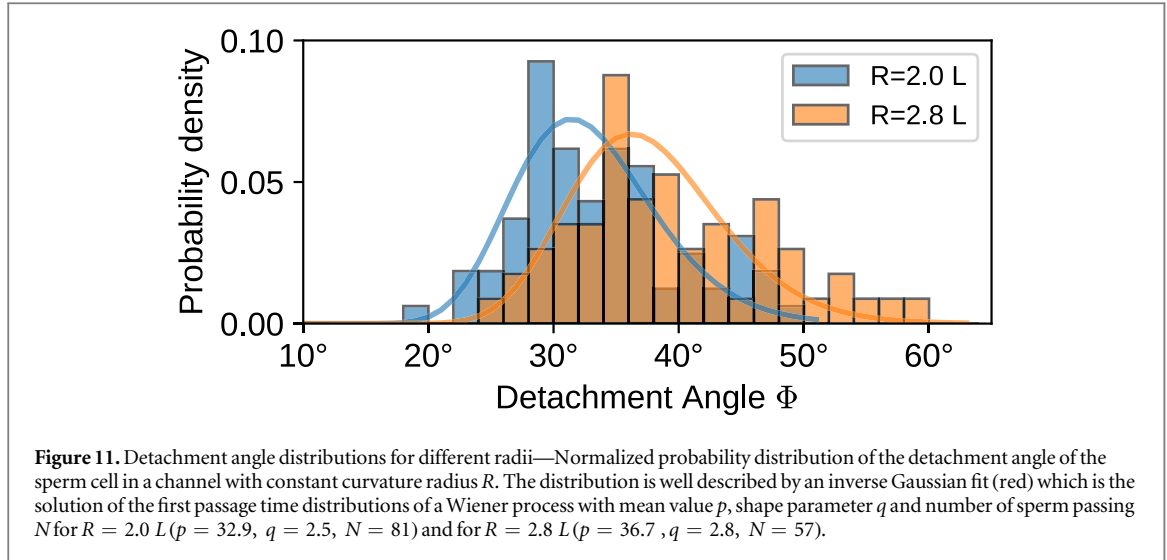 0.10
0.05
0.00
Probability density
R=2.0 L
R=2.8 L
10° 20° 30° 40° 50° 60°
Detachment Angle Φ
Figure 11. Detachment angle distributions for different radii—Normalized probability distribution of the detachment angle of the
sperm cell in a channel with constant curvature radius R. The distribution is well described by an inverse Gaussian fit (red) which is the
solution of the first passage time distributions of a Wiener process with mean value p, shape parameter q and number of sperm passing
N for R = 2.0 L (p = 32.9, q = 2.5, N = 81) and for R = 2.8 L (p = 36.7 , q = 2.8, N = 57).